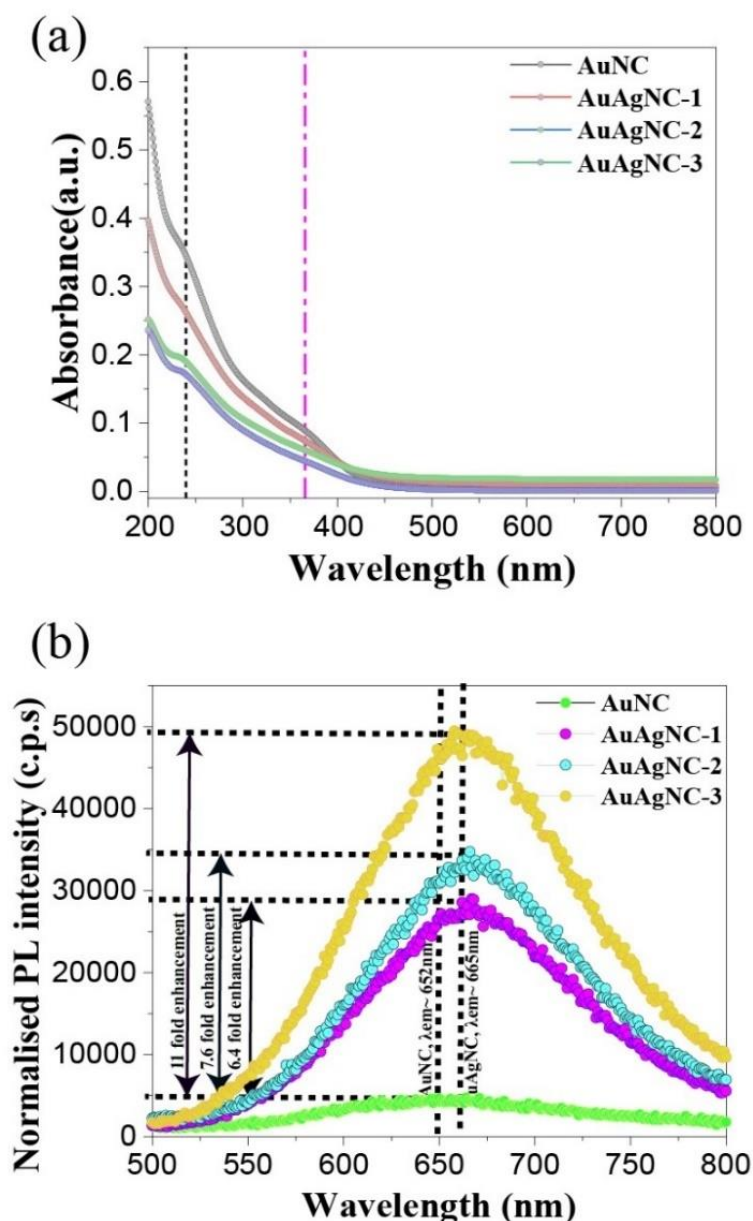 (a)
AuNC
AuAgNC-1
AuAgNC-2
AuAgNC-3
0.6
0.5
0.4
0.3
0.2
0.1
0.0
Absorbance(a.u.)
200 300 400 500 600 700 800
Wavelength (nm)
(b)
AuNC
AuAgNC-1
AuAgNC-2
AuAgNC-3
50000
40000
30000
20000
10000
0
Normalised PL intensity (c.p.s)
11 fold enhancement
7.6 fold enhancement
6.4 fold enhancement
AuNC, λem~ 652nm
uAgNC, λem~ 665nm
500 550 600 650 700 750 800
Wavelength (nm)